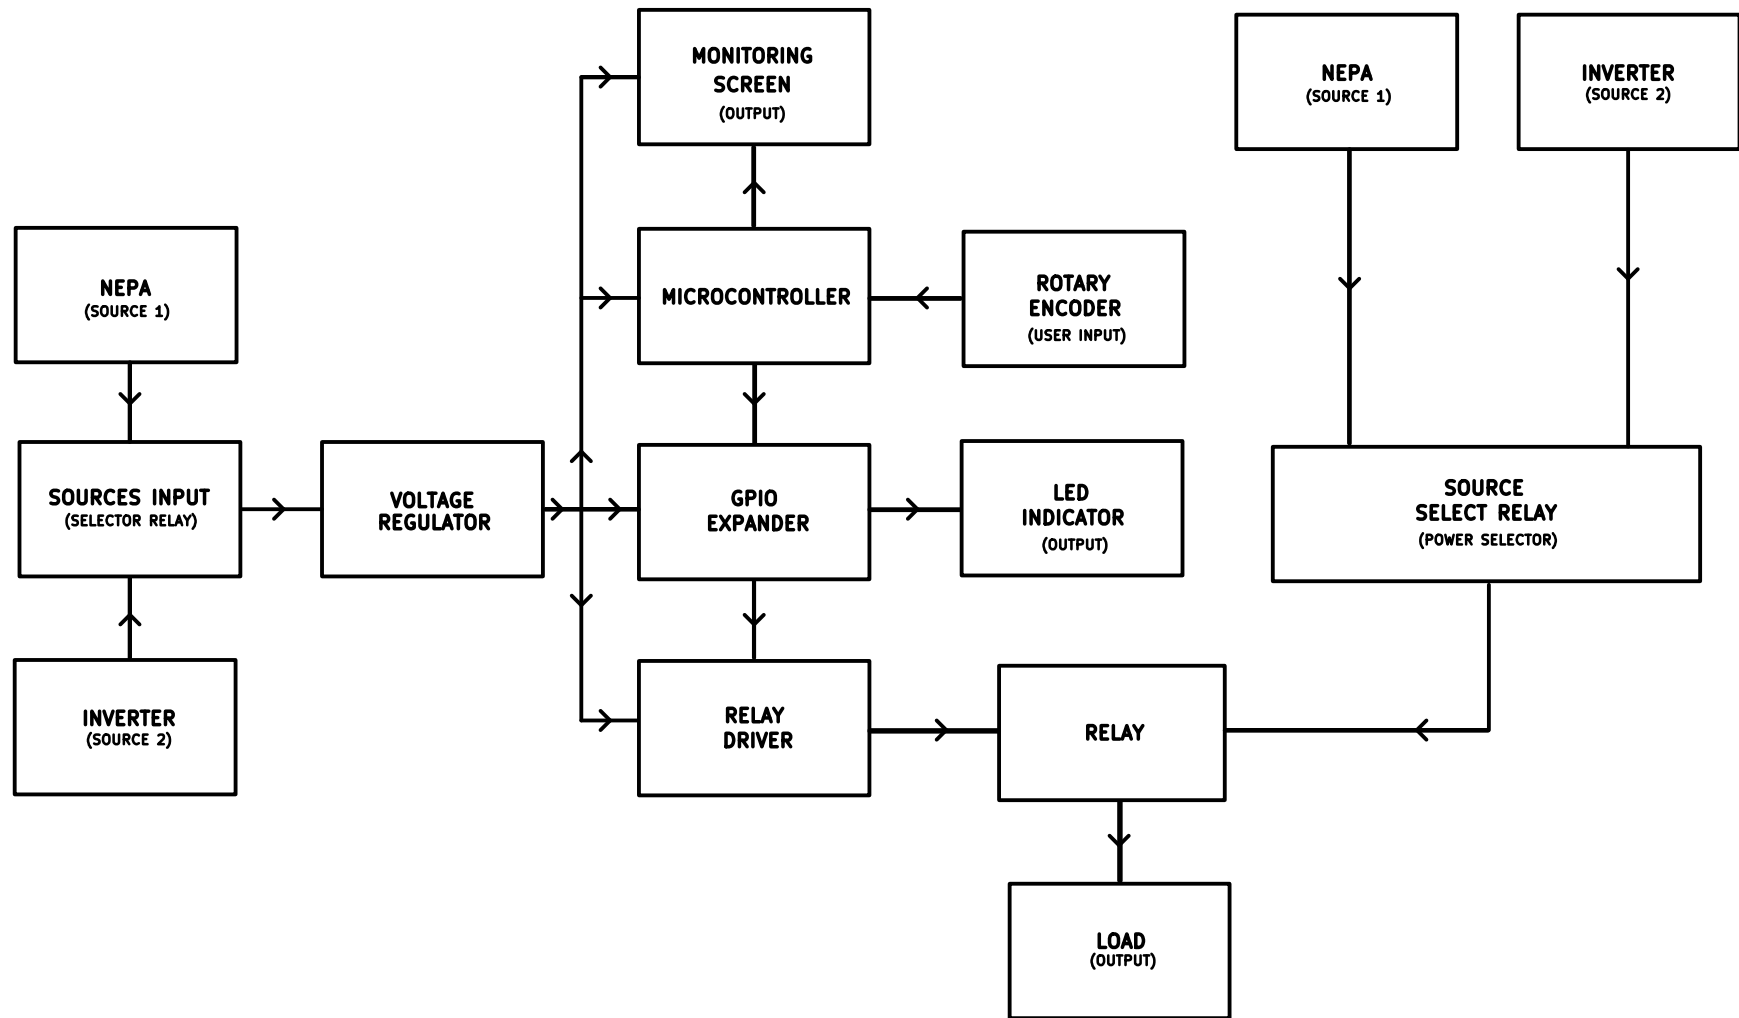 MONITORING
SCREEN
(OUTPUT)
NEPA
(SOURCE 1)
INVERTER
(SOURCE 2)
NEPA
(SOURCE 1)
MICROCONTROLLER
ROTARY
ENCODER
(USER INPUT)
SOURCES INPUT
(SELECTOR RELAY)
VOLTAGE
REGULATOR
GPIO
EXPANDER
LED
INDICATOR
(OUTPUT)
SOURCE
SELECT RELAY
(POWER SELECTOR)
INVERTER
(SOURCE 2)
RELAY
DRIVER
RELAY
LOAD
(OUTPUT)